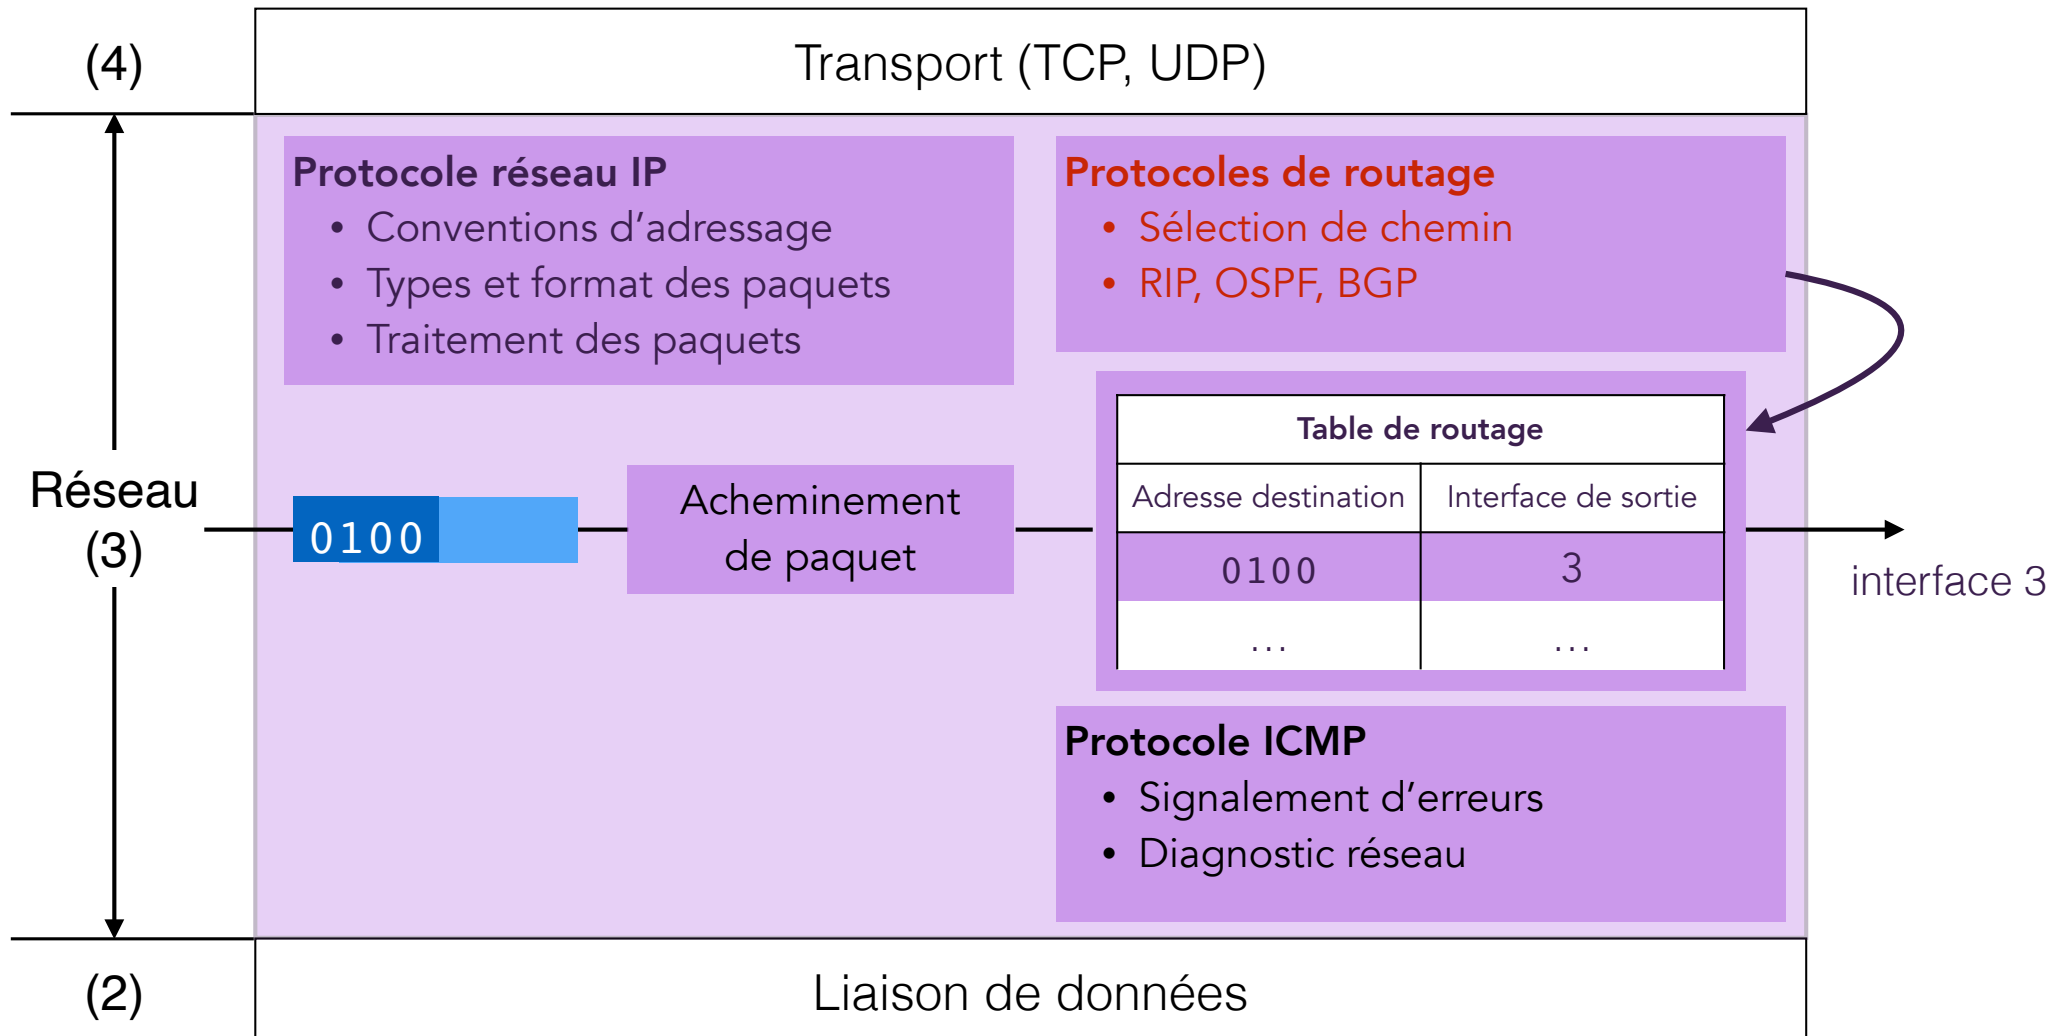 (4)
Transport (TCP, UDP)
Protocole réseau IP
• Conventions d’adressage
• Types et format des paquets
• Traitement des paquets
Protocoles de routage
• Sélection de chemin
• RIP, OSPF, BGP
Réseau
(3)
0100
Acheminement
de paquet
Table de routage
Adresse destination Interface de sortie
0100 3
... ...
interface 3
Protocole ICMP
• Signalement d’erreurs
• Diagnostic réseau
(2)
Liaison de données